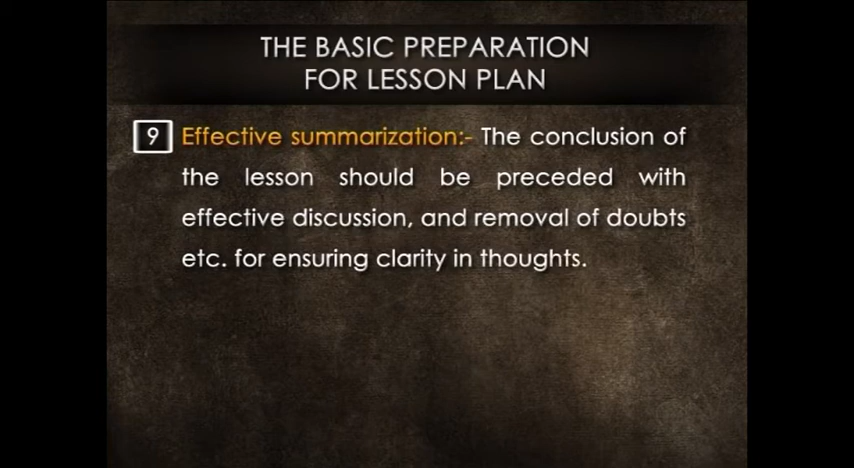 THE BASIC PREPARATION
FOR LESSON PLAN
9 Effective summarization:- The conclusion of
the lesson should be preceded with
effective discussion, and removal of doubts
etc. for ensuring clarity in thoughts.